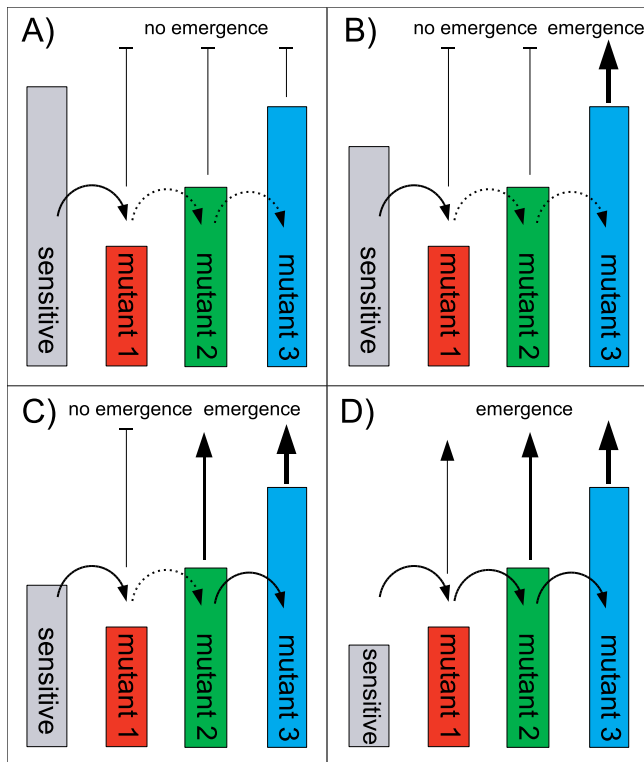 A)
no emergence
sensitive
mutant 1
mutant 2
mutant 3
B)
no emergence emergence
sensitive
mutant 1
mutant 2
mutant 3
C)
no emergence emergence
sensitive
mutant 1
mutant 2
mutant 3
D)
emergence
sensitive
mutant 1
mutant 2
mutant 3